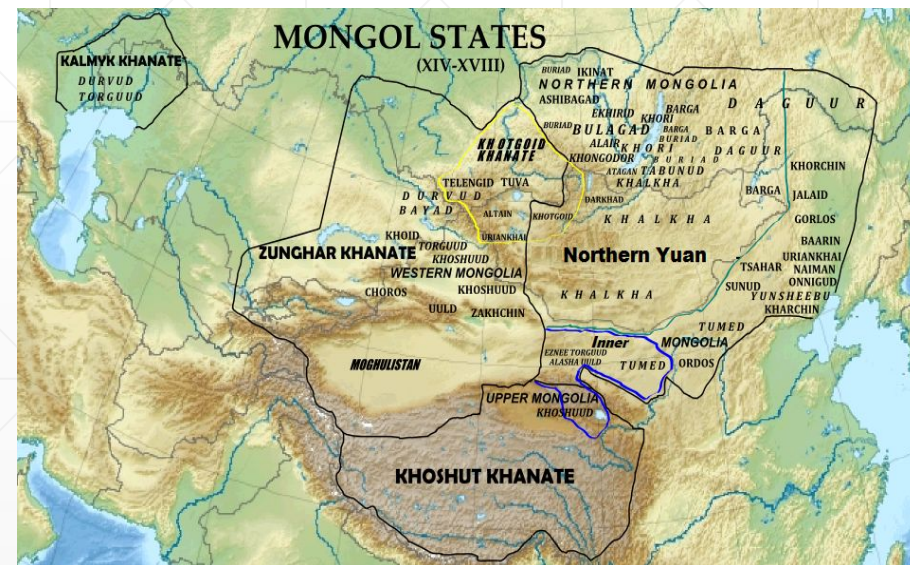 MONGOL STATES
(XIV-XVIII)
KALMYK KHANATE
DURVUD
TORGUUD
BURIAD IKINAT
NORTHERN MONGOLIA
ASHIBAGAD
DAGUUR
EKHIRID
BARGA
KHORI
BURIAD BULAGAD
BARGA
BARGA
BURIAD
ALAIR KHORI
DAGUUR
KHONGODOR
BURIAD
ATAGAN TABUNUD
KHALKHA
KHOTGOID
KHANATE
TELENGID TUVA
DURVUD
BAYAD
ALTAIN
KHOTGOID
DARKHAD
URIANKHAI
KHORCHIN
BARGA
JALAID
KHALKHA
GORLOS
KHOID
TORGUUD
ZUNGHAR KHANATE
KHOSHUUD
WESTERN MONGOLIA
CHOROS
KHOSHUUD
UULD
ZAKHCHIN
Northern Yuan
KHALKHA
BAARIN
URIANKHAI
TSAHAR
NAIMAN
ONNIGUD
SUNUD
YUNSHEEBU
KHARCHIN
TUMED
Inner
MONGOLIA
EZNEE TORGUUD
ALASHA UULD
TUMED
ORDOS
MOGHULISTAN
UPPER MONGOLIA
KHOSHUUD
KHOSHUT KHANATE